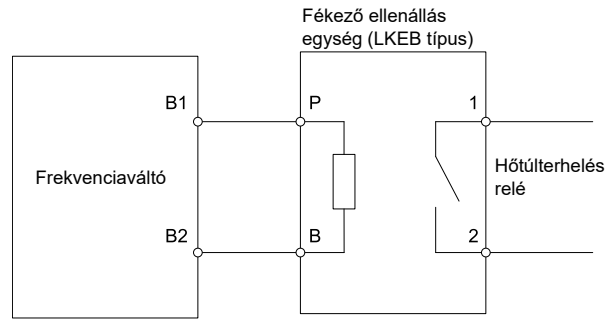 Fékező ellenállás
egység (LKEB típus)
B1
P
1
Frekvenciaváltó
Hőtúlterhelés
relé
B2
B
2